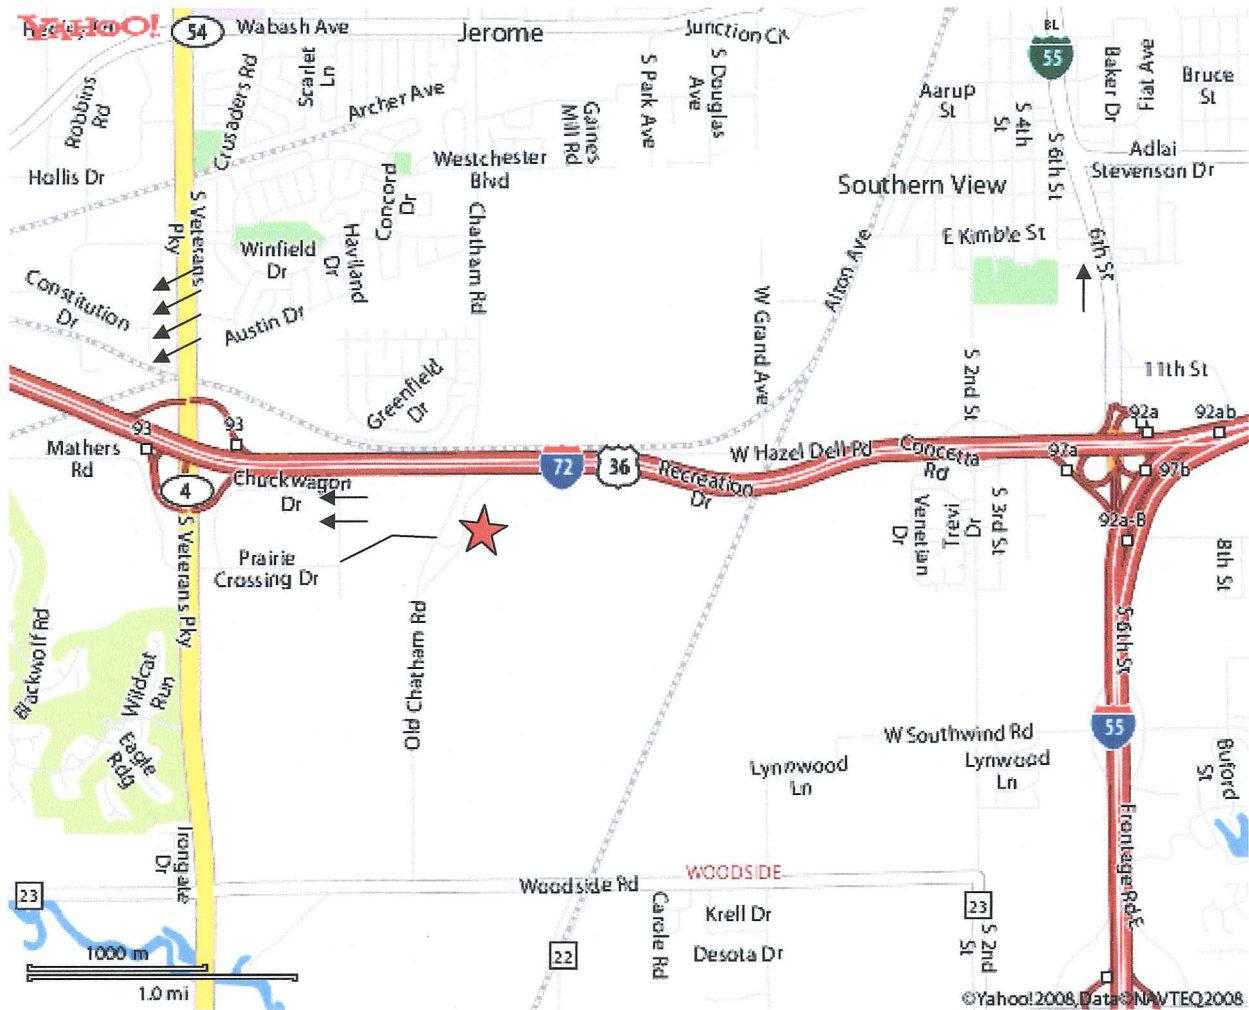 YAHOO!
54
Wabash Ave
Jerome
Junction Cir
BL
55
Robbins
Rd
Crusaders Rd
Scarlet
Ln
Archer Ave
Gaines
Mill Rd
S Park Ave
S Douglas
Ave
Aarup
St
S 4th
St
S 6th St
Baker Dr
Fiat Ave
Bruce
St
Adlai
Stevenson Dr
Hollis Dr
Westchester
Blvd
Concord
Dr
Southern View
S Veterans
Pky
Winfield
Dr
Haviland
Dr
Chatham Rd
Alton Ave
E Kimble St
6th St
Constitution
Dr
Austin Dr
W Grand Ave
Greenfield
Dr
S 2nd St
11th St
93
93
92a
92ab
Mathers
Rd
W Hazel Dell Rd
Concetta
Rd
97a
97b
4
Chuckwagon
Dr
72
36
Recreation
Dr
92a-B
Venetian
Dr
Trevi
Dr
S 3rd St
8th St
Prairie
Crossing Dr
S Veterans Pky
Old Chatham Rd
S 6th St
Blackwolf Rd
Wildcat
Run
Eagle
Rdg
55
W Southwind Rd
Lynnwood
Ln
Lynwood
Ln
Buford
St
Irongate
Dr
Frontage Rd E
23
Woodside Rd
WOODSIDE
23
Carole Rd
Krell Dr
Desota Dr
S 2nd
St
22
1000 m
1.0 mi
©Yahoo!2008,Data©NAVTEQ2008